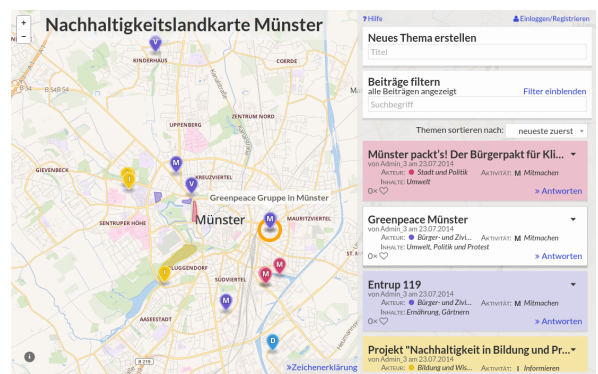 +
−
Nachhaltigkeitslandkarte Münster
V
KINDERHAUS
COERDE
B 54
B 54
Kanalstraße
ZENTRUM NORD
UPPENBERG
M
GIEVENBECK
I
KREUZVIERTEL
V
Greenpeace Gruppe in Münster
SENTRUPER HÖHE
Münster
M
MAURITZVIERTEL
M
M
I
PLUGGENDORF
SÜDVIERTEL
M
AASEESTADT
D
B 219
i
»Zeichenerklärung
?Hilfe
Einloggen/Registrieren
Neues Thema erstellen
Titel
Beiträge filtern
alle Beiträgen angezeigt
Filter einblenden
Suchbegriff
Themen sortieren nach:
neueste zuerst
Münster packt's! Der Bürgerpakt für Kli...
von Admin_3 am 23.07.2014
Akteur: Stadt und Politik Aktivität: M Mitmachen
Inhalte: Umwelt
0×
» Antworten
Greenpeace Münster
von Admin_3 am 23.07.2014
Akteur: Bürger- und Zivi... Aktivität: M Mitmachen
Inhalte: Umwelt, Politik und Protest
0×
» Antworten
Entrup 119
von Admin_3 am 23.07.2014
Akteur: Bürger- und Zivi... Aktivität: M Mitmachen
Inhalte: Ernährung, Gärtnern
0×
» Antworten
Projekt "Nachhaltigkeit in Bildung und Pr...
von Admin_3 am 23.07.2014
Akteur: Bildung und Wis... Aktivität: I Informieren